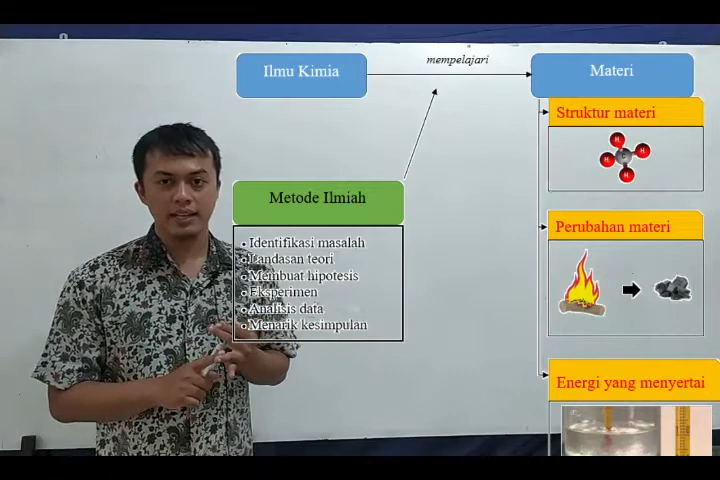 Ilmu Kimia
mempelajari
Materi
Struktur materi
H
H
H
C
H
Metode Ilmiah
• Identifikasi masalah
• Landasan teori
• Membuat hipotesis
• Eksperimen
• Analisis data
• Menarik kesimpulan
Perubahan materi
Energi yang menyertai